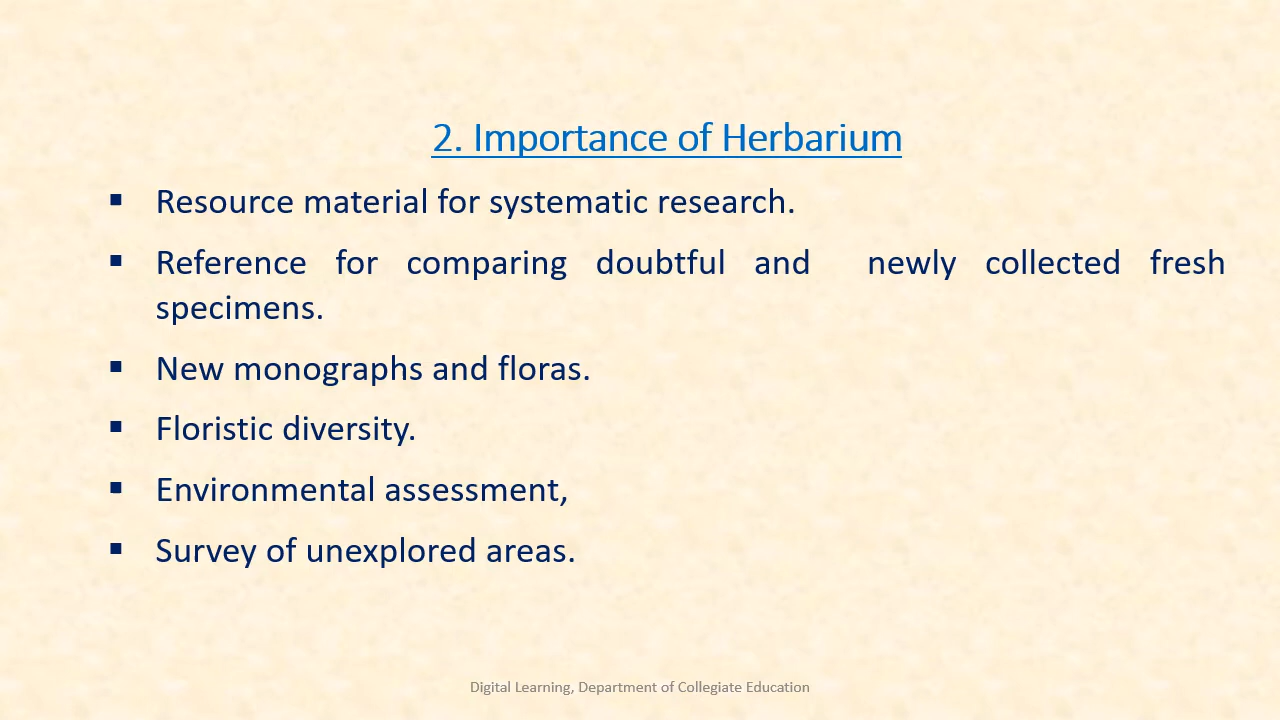 2. Importance of Herbarium
▪ Resource material for systematic research.
▪ Reference for comparing doubtful and newly collected fresh
specimens.
▪ New monographs and floras.
▪ Floristic diversity.
▪ Environmental assessment,
▪ Survey of unexplored areas.
Digital Learning, Department of Collegiate Education